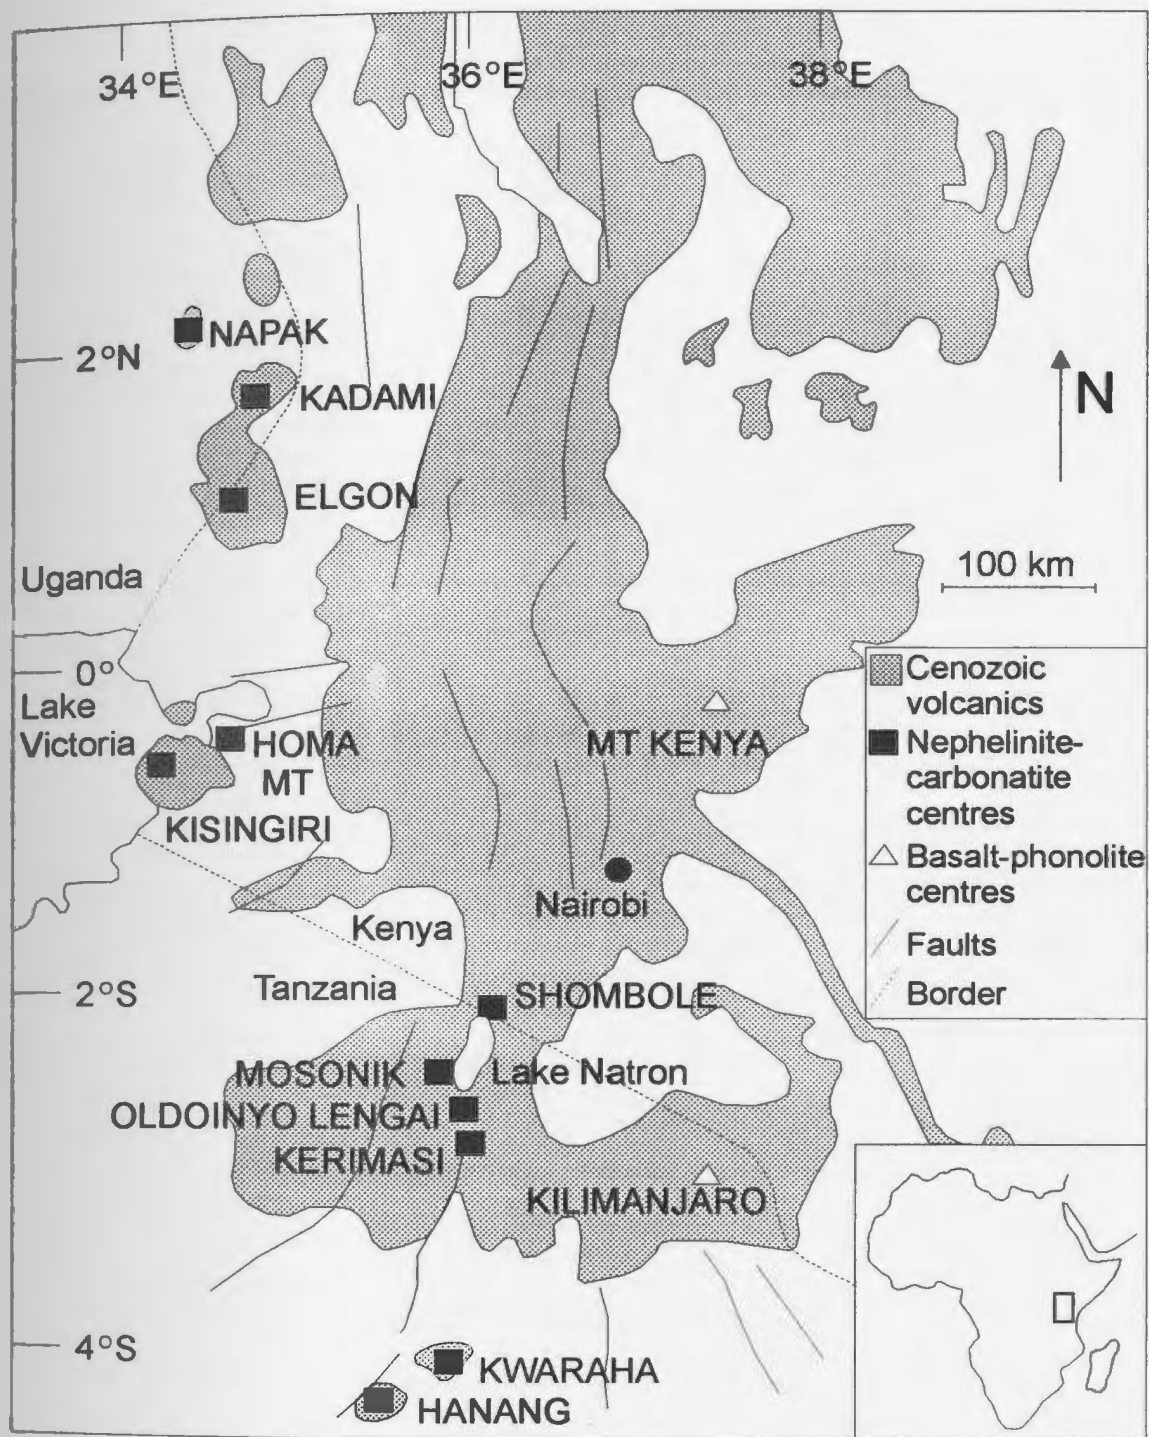 34°E
36°E
38°E
NAPAK
2°N
KADAMI
N
ELGON
Uganda
100 km
0°
Lake
Victoria
HOMA
MT
KISINGIRI
MT KENYA
Cenozoic
volcanics
Nephelinite-
carbonatite
centres
Basalt-phonolite
centres
Faults
Border
Nairobi
Kenya
Tanzania
2°S
SHOMBOLE
MOSONIK
Lake Natron
OLDOINYO LENGAI
KERIMASI
KILIMANJARO
4°S
KWARAHA
HANANG